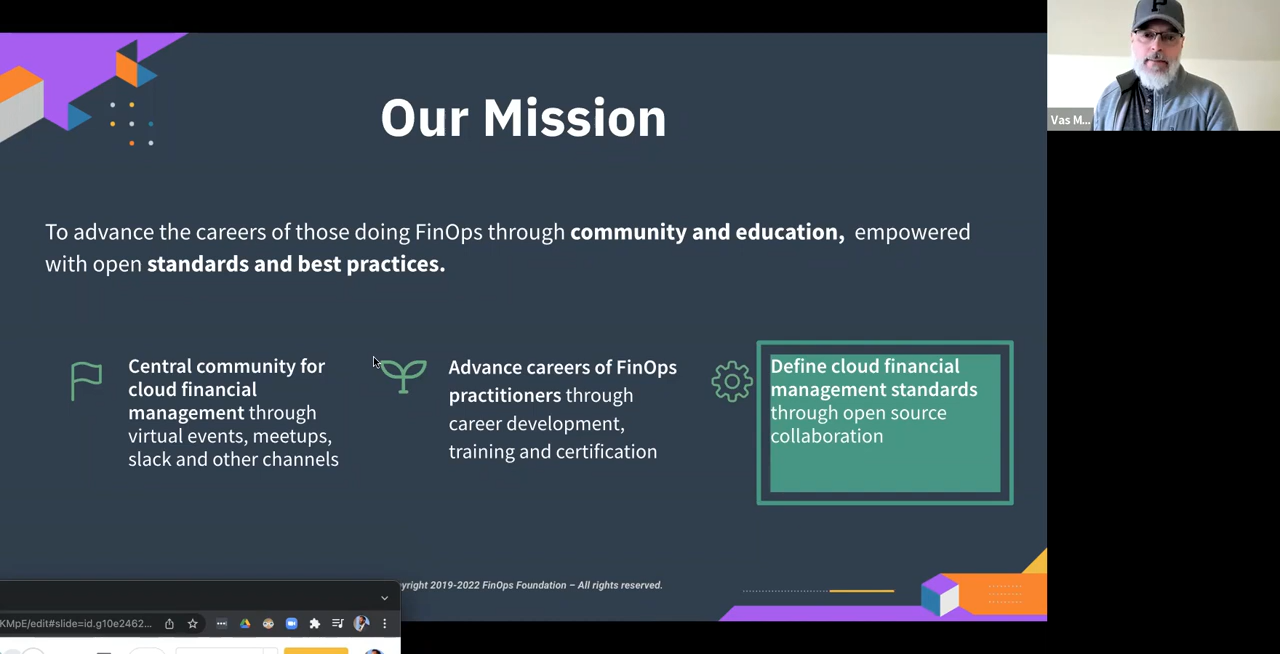 Our Mission
Vas M...
To advance the careers of those doing FinOps through community and education, empowered
with open standards and best practices.
Central community for
cloud financial
management through
virtual events, meetups,
slack and other channels
Advance careers of FinOps
practitioners through
career development,
training and certification
Define cloud financial
management standards
through open source
collaboration
yright 2019-2022 FinOps Foundation – All rights reserved.
KMpE/edit#slide=id.g10e2462...